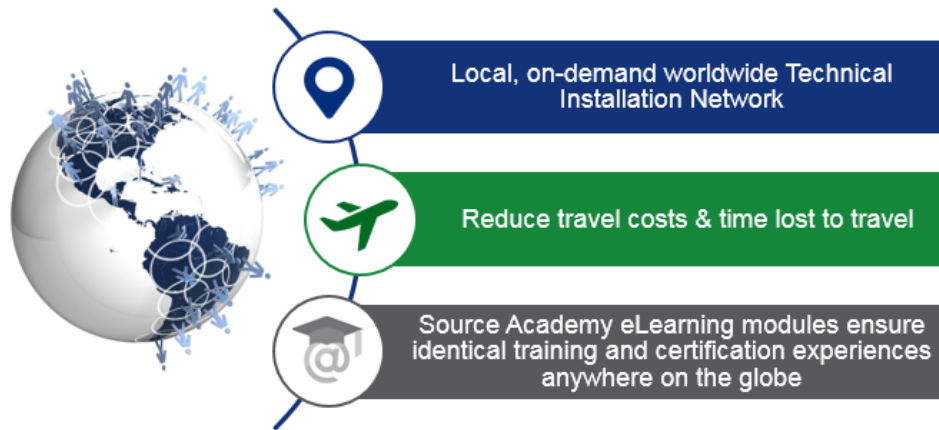 Local, on-demand worldwide Technical
Installation Network
Reduce travel costs & time lost to travel
@
Source Academy eLearning modules ensure
identical training and certification experiences
anywhere on the globe